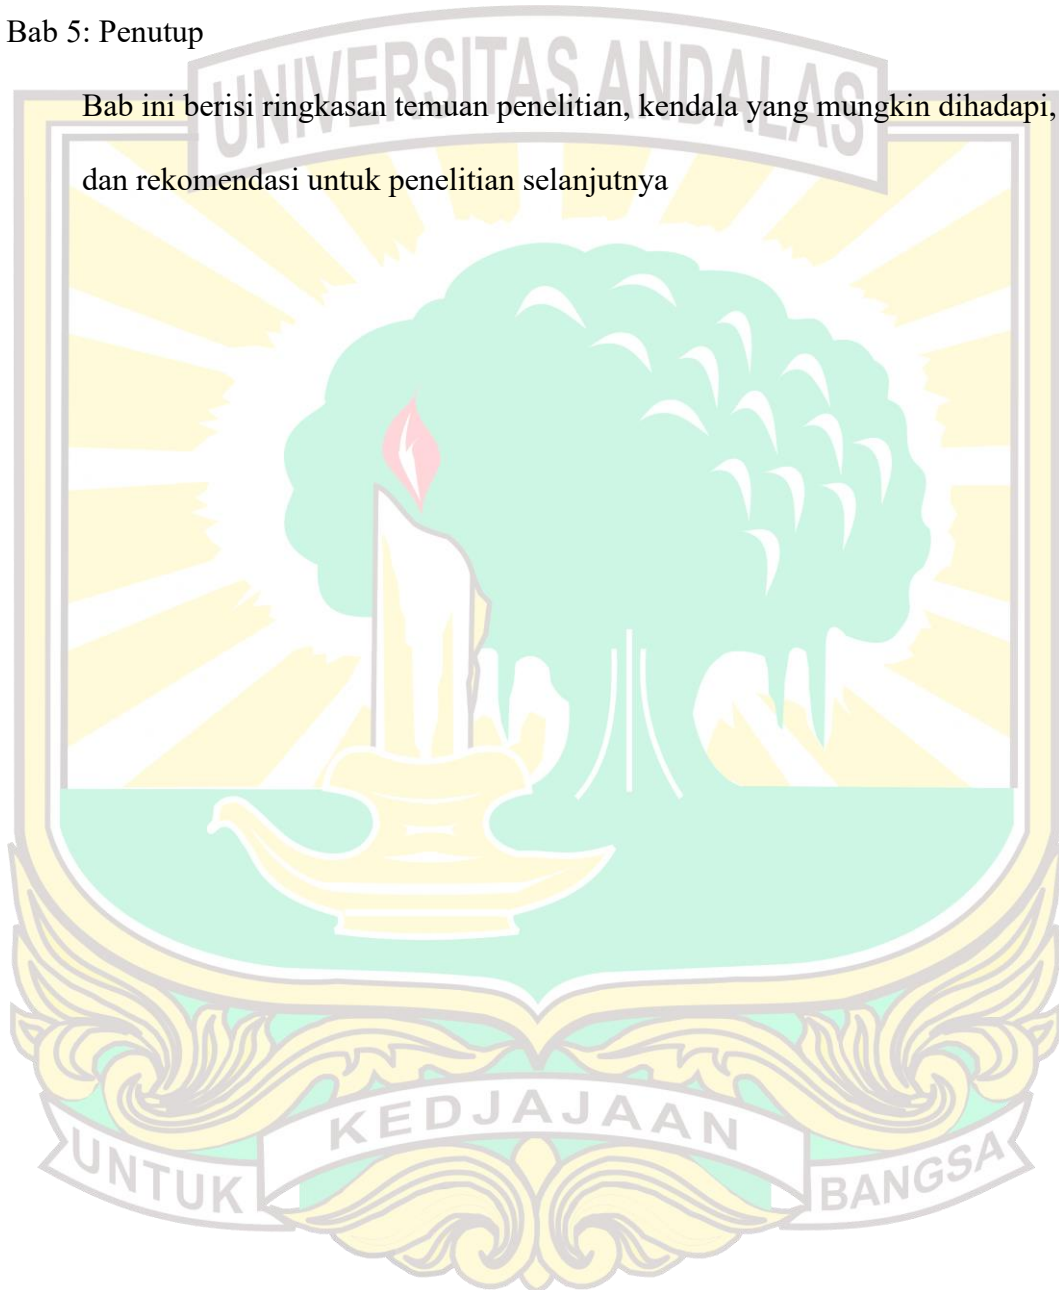 Bab 5: Penutup
UNIVERSITAS ANDALAS
Bab ini berisi ringkasan temuan penelitian, kendala yang mungkin dihadapi,
dan rekomendasi untuk penelitian selanjutnya
UNTUK KEDJAJAAN BANGSA